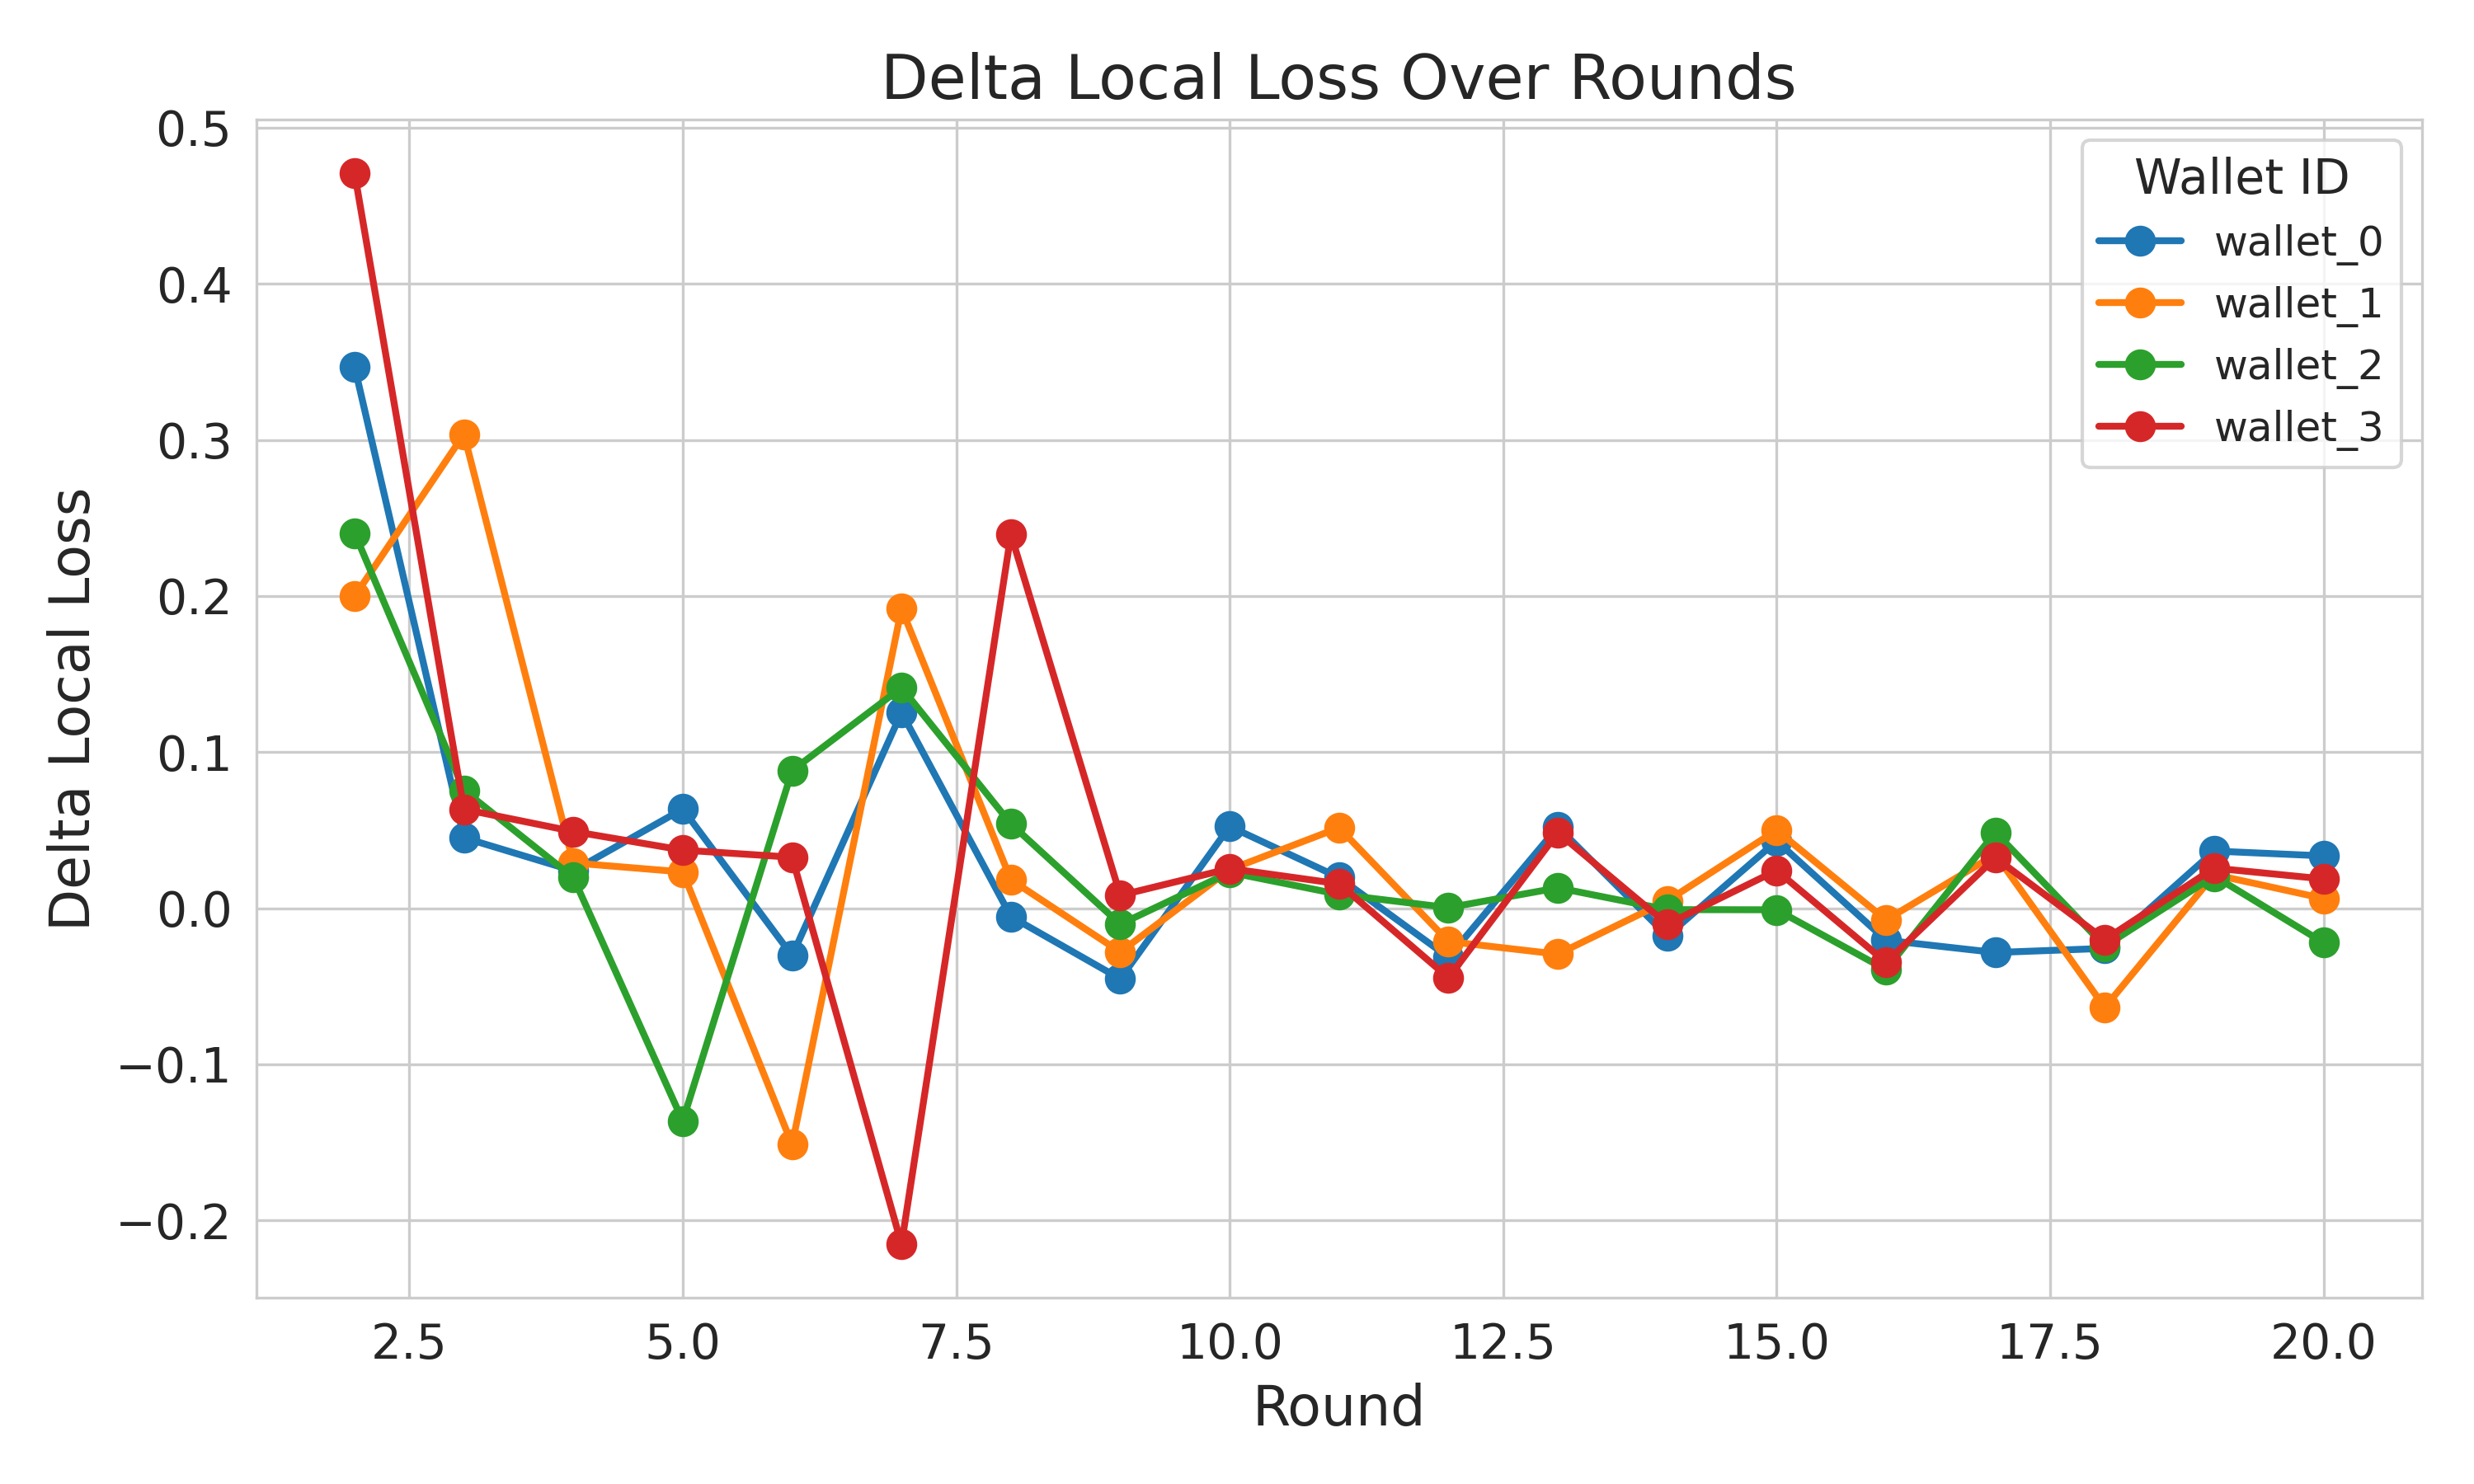 Delta Local Loss Over Rounds
Delta Local Loss
0.5
0.4
0.3
0.2
0.1
0.0
−0.1
−0.2
Wallet ID
wallet_0
wallet_1
wallet_2
wallet_3
2.5 5.0 7.5 10.0 12.5 15.0 17.5 20.0
Round